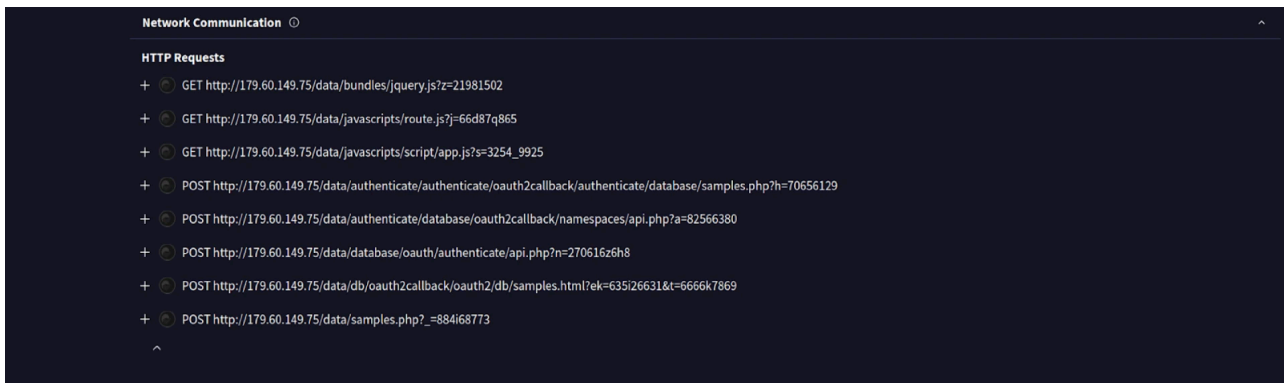 Network Communication
HTTP Requests
+ GET http://179.60.149.75/data/bundles/jquery.js?z=21981502
+ GET http://179.60.149.75/data/javascripts/route.js?j=66d87q865
+ GET http://179.60.149.75/data/javascripts/script/app.js?s=3254_9925
+ POST http://179.60.149.75/data/authenticate/authenticate/oauth2callback/authenticate/database/samples.php?h=70656129
+ POST http://179.60.149.75/data/authenticate/database/oauth2callback/namespaces/api.php?a=82566380
+ POST http://179.60.149.75/data/database/oauth/authenticate/api.php?n=270616z6h8
+ POST http://179.60.149.75/data/db/oauth2callback/oauth2/db/samples.html?ek=635i26631&t=6666k7869
+ POST http://179.60.149.75/data/samples.php?_=884i68773